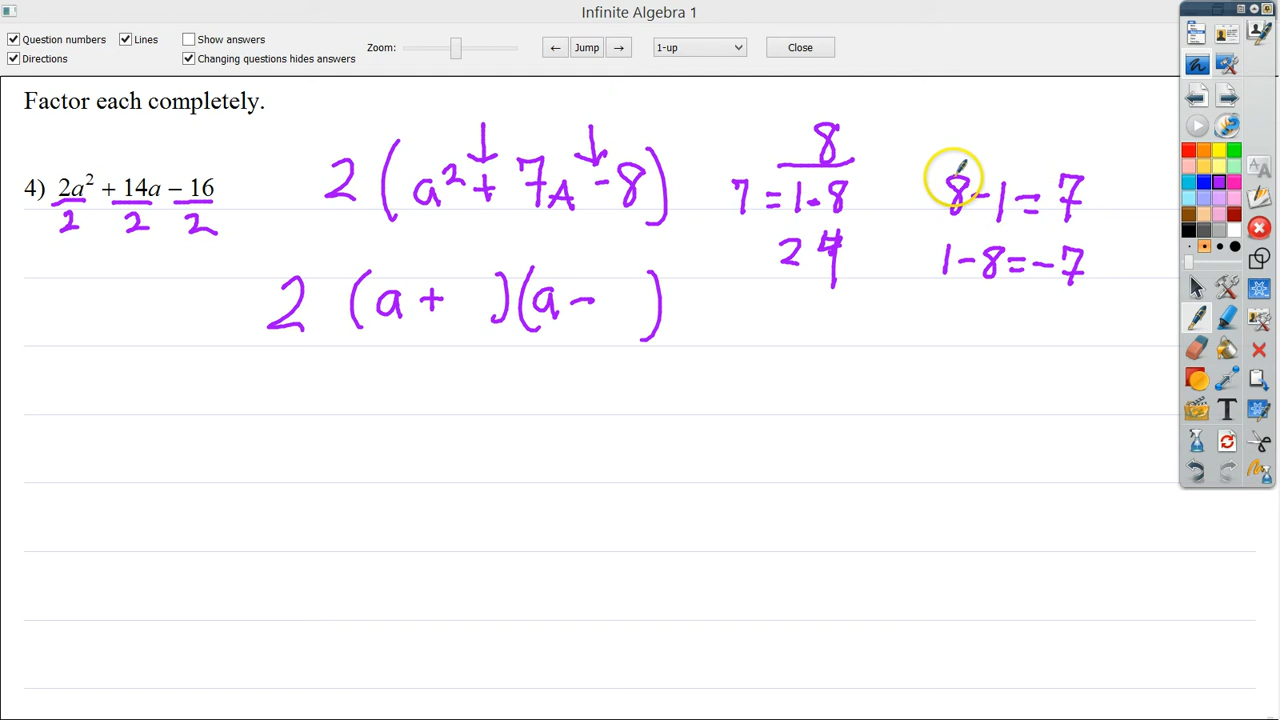 Infinite Algebra 1
Question numbers Lines Show answers Zoom: ← Jump → 1-up Close
Directions Changing questions hides answers
Factor each completely.
4) 2a² + 14a − 16
2 2 2
2 ( a² + 7a - 8 )
2 (a + )(a - )
8
7 = 1 - 8
2 4
8 - 1 = 7
1 - 8 = - 7